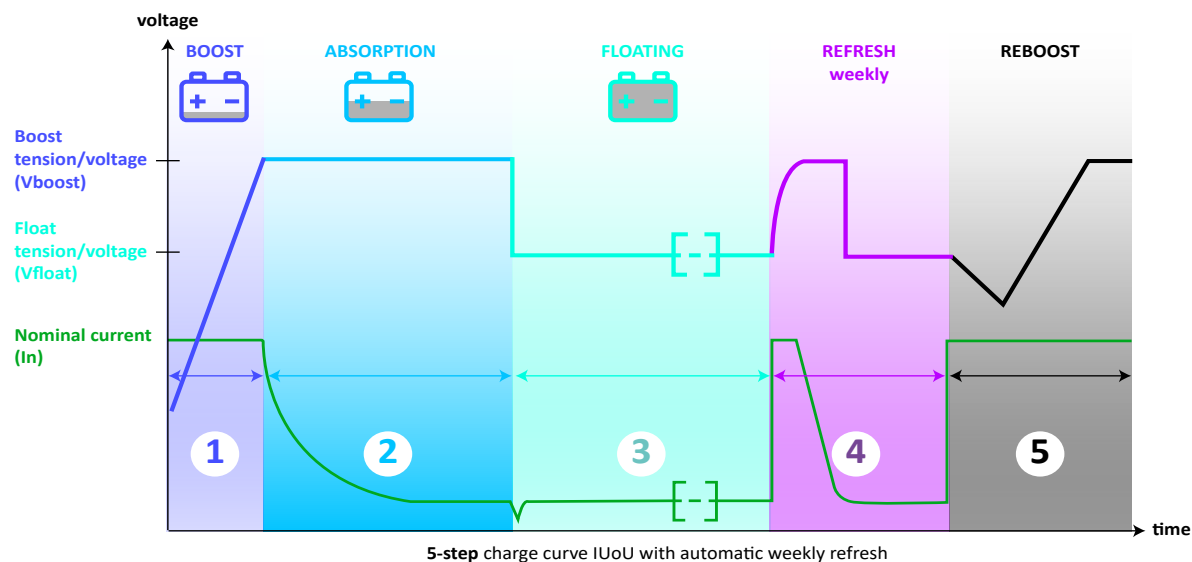 voltage
BOOST
ABSORPTION
FLOATING
REFRESH
weekly
REBOOST
+ −
+ −
+ −
Boost
tension/voltage
(Vboost)
Float
tension/voltage
(Vfloat)
Nominal current
(In)
1
2
3
4
5
time
5-step charge curve IUoU with automatic weekly refresh